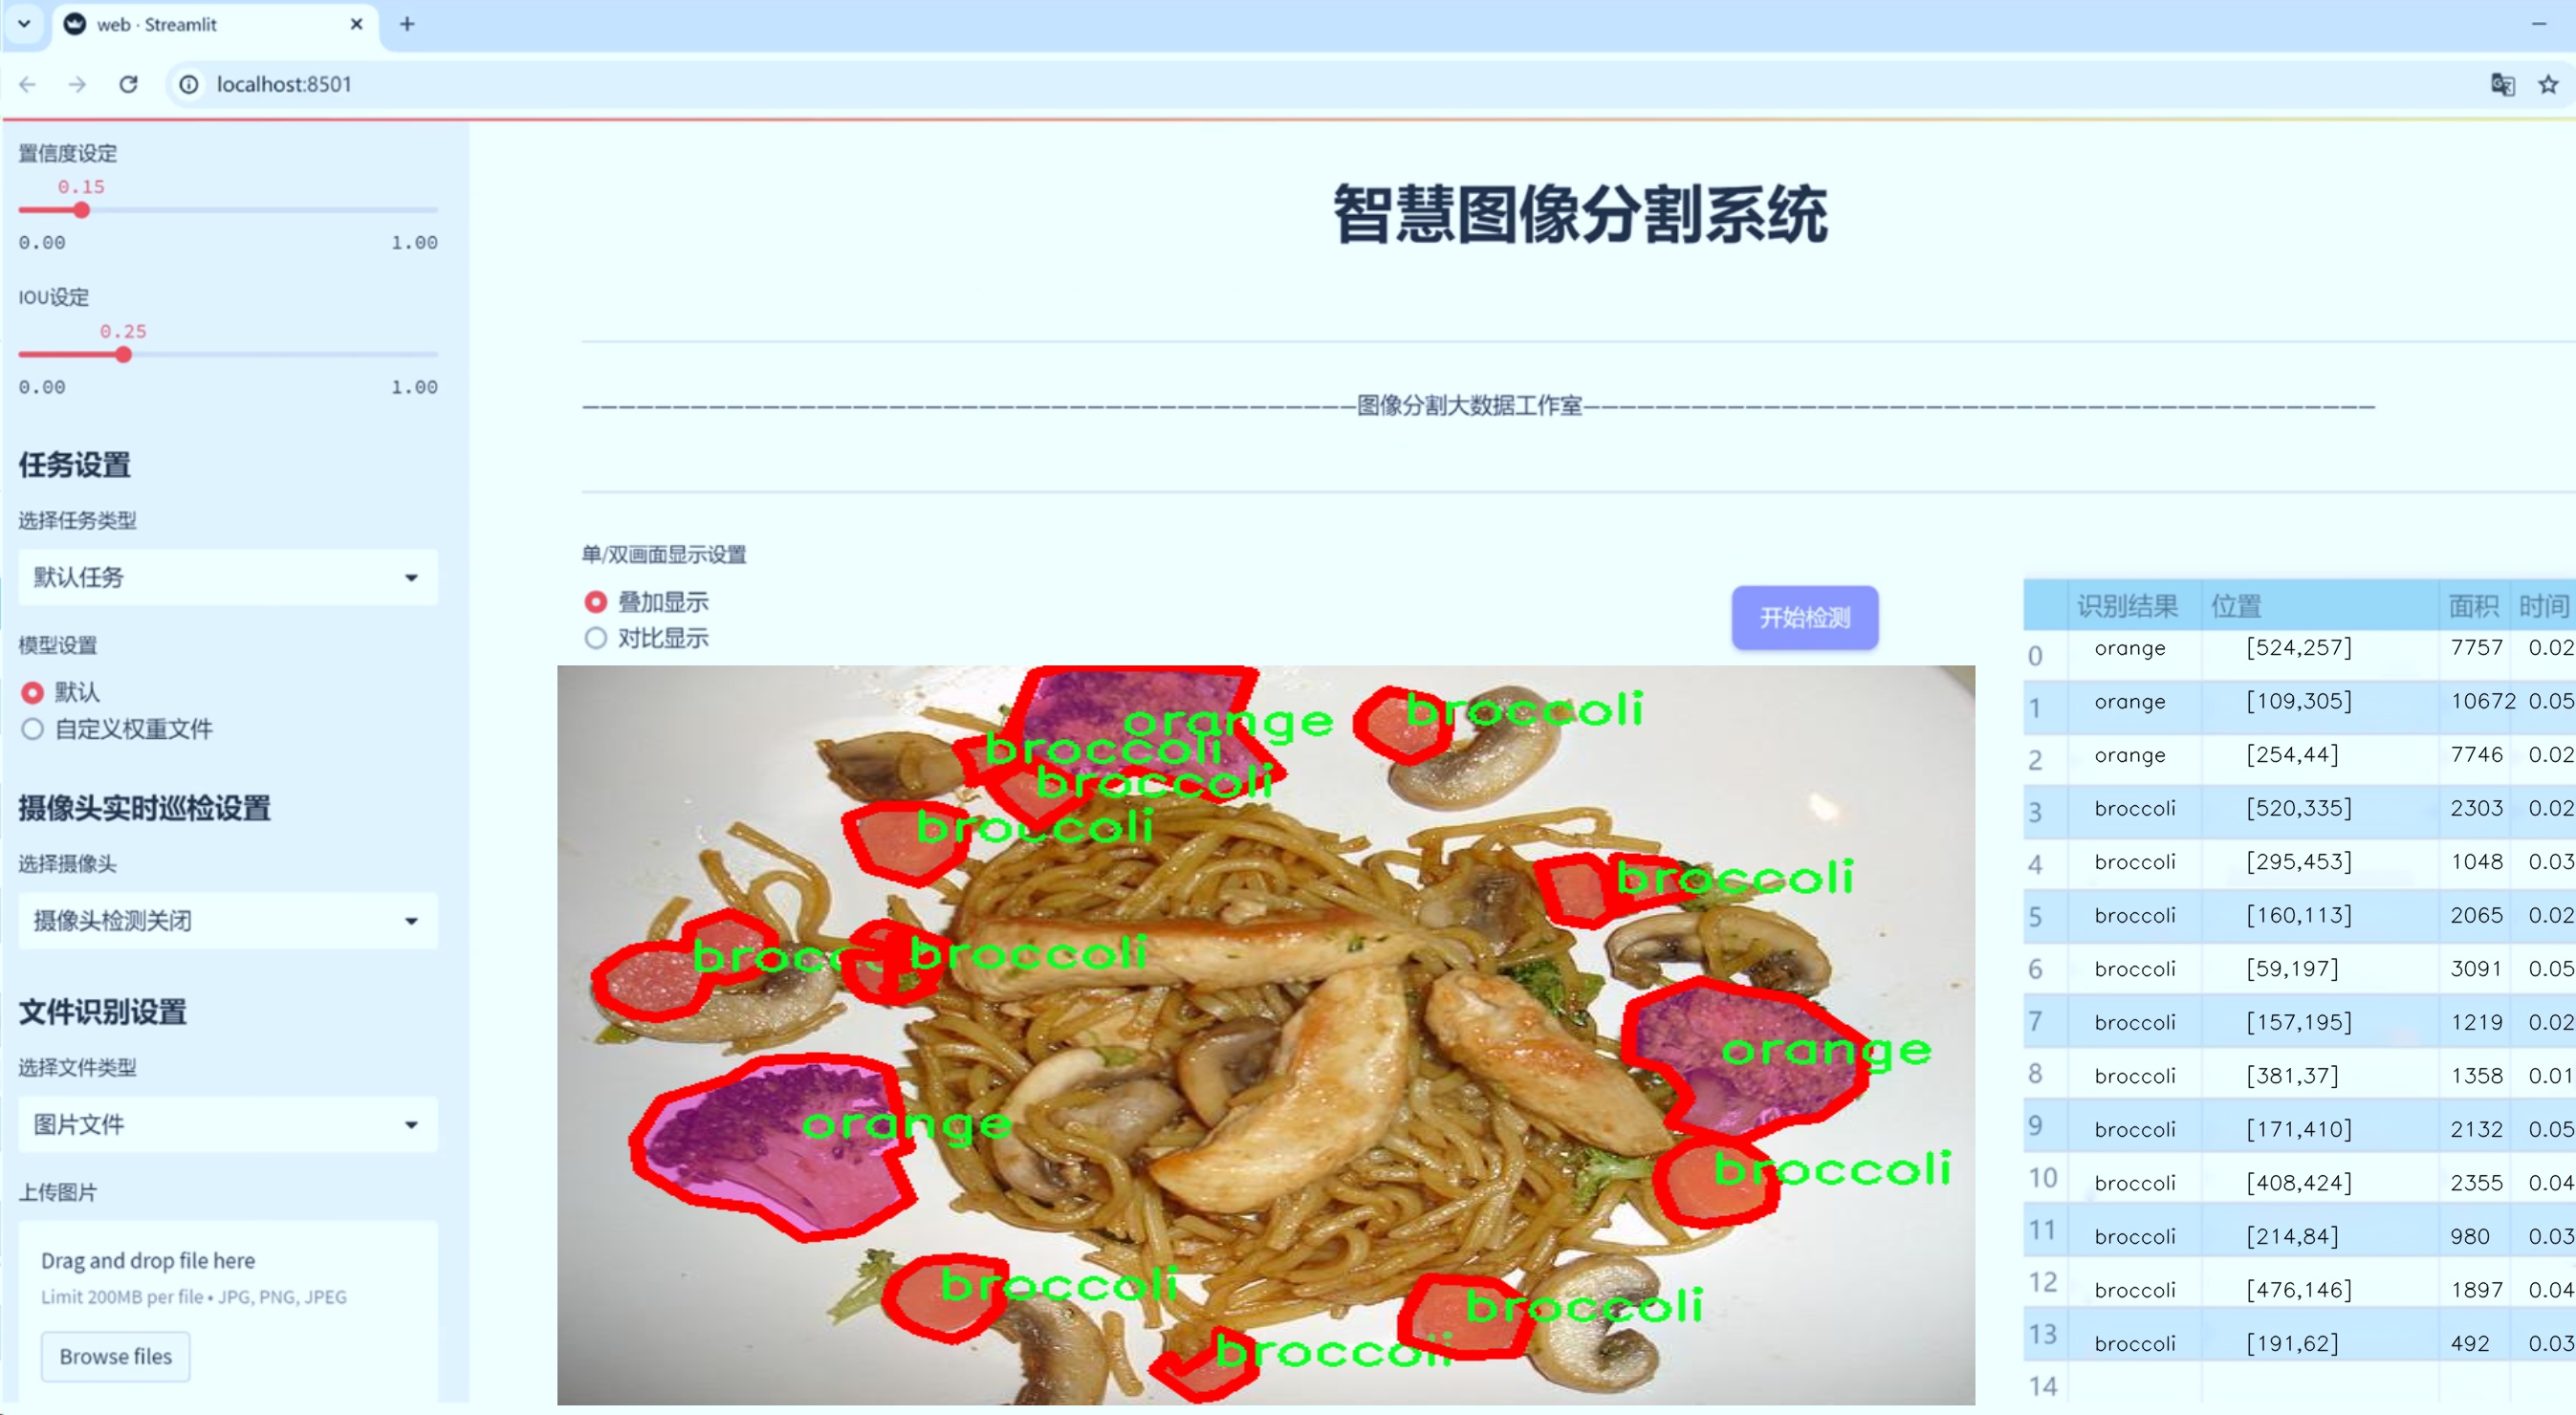 web · Streamlit
localhost:8501
置信度设定
0.15
0.00 1.00
IOU设定
0.25
0.00 1.00
任务设置
选择任务类型
默认任务
模型设置
默认
自定义权重文件
摄像头实时巡检设置
选择摄像头
摄像头检测关闭
文件识别设置
选择文件类型
图片文件
上传图片
Drag and drop file here
Limit 200MB per file • JPG, PNG, JPEG
Browse files
智慧图像分割系统
图像分割大数据工作室
单/双画面显示设置
叠加显示
对比显示
开始检测
orange
broccoli
broccoli
broccoli
broccoli
broccoli
broccoli
orange
orange
broccoli
broccoli
broccoli
broccoli
识别结果 位置 面积 时间
0 orange [524,257] 7757 0.02
1 orange [109,305] 10672 0.05
2 orange [254,44] 7746 0.02
3 broccoli [520,335] 2303 0.02
4 broccoli [295,453] 1048 0.03
5 broccoli [160,113] 2065 0.02
6 broccoli [59,197] 3091 0.05
7 broccoli [157,195] 1219 0.02
8 broccoli [381,37] 1358 0.01
9 broccoli [171,410] 2132 0.05
10 broccoli [408,424] 2355 0.04
11 broccoli [214,84] 980 0.03
12 broccoli [476,146] 1897 0.04
13 broccoli [191,62] 492 0.03
14